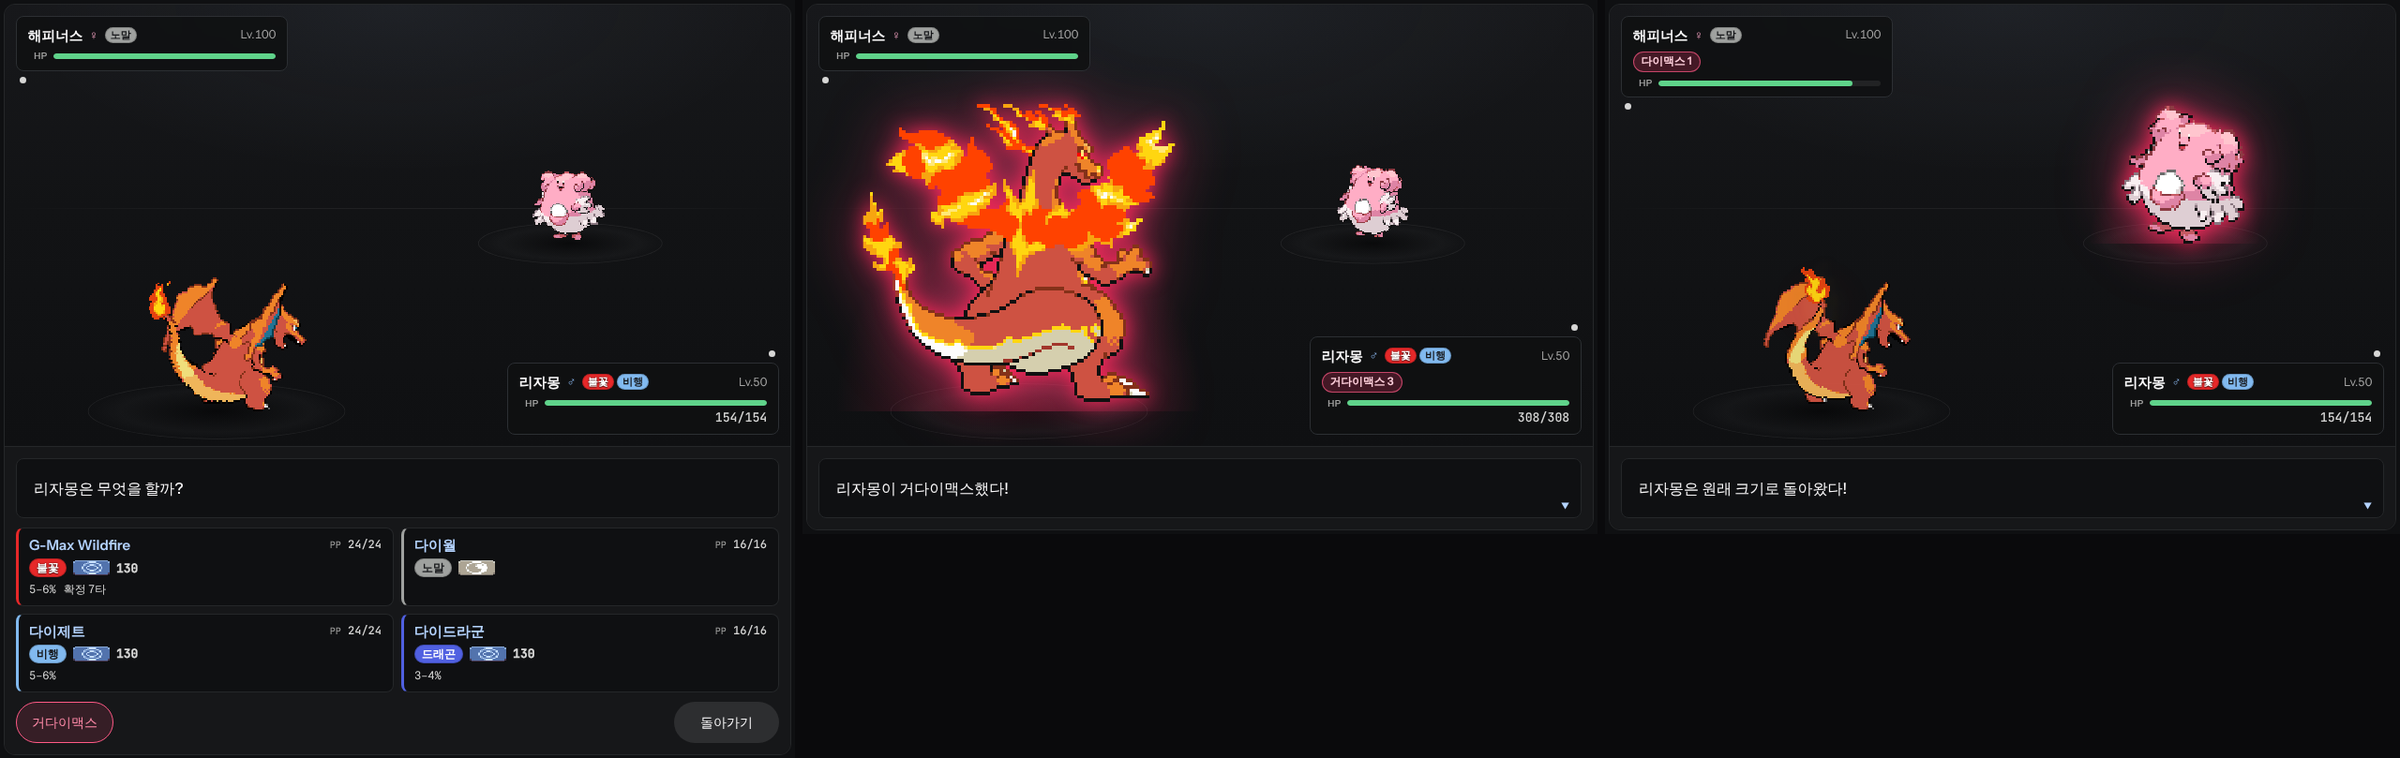 해피너스 ♀ 노말 Lv.100
HP
리자몽 ♂ 불꽃 비행 Lv.50
HP
154/154
리자몽은 무엇을 할까?
G-Max Wildfire PP 24/24
불꽃 130
5–6% 확정 7타
다이월 PP 16/16
노말
다이제트 PP 24/24
비행 130
5–6%
다이드라군 PP 16/16
드래곤 130
3–4%
거다이맥스
돌아가기
해피너스 ♀ 노말 Lv.100
HP
리자몽 ♂ 불꽃 비행 Lv.50
거다이맥스 3
HP
308/308
리자몽이 거다이맥스했다!
▼
해피너스 ♀ 노말 Lv.100
다이맥스 1
HP
리자몽 ♂ 불꽃 비행 Lv.50
HP
154/154
리자몽은 원래 크기로 돌아왔다!
▼